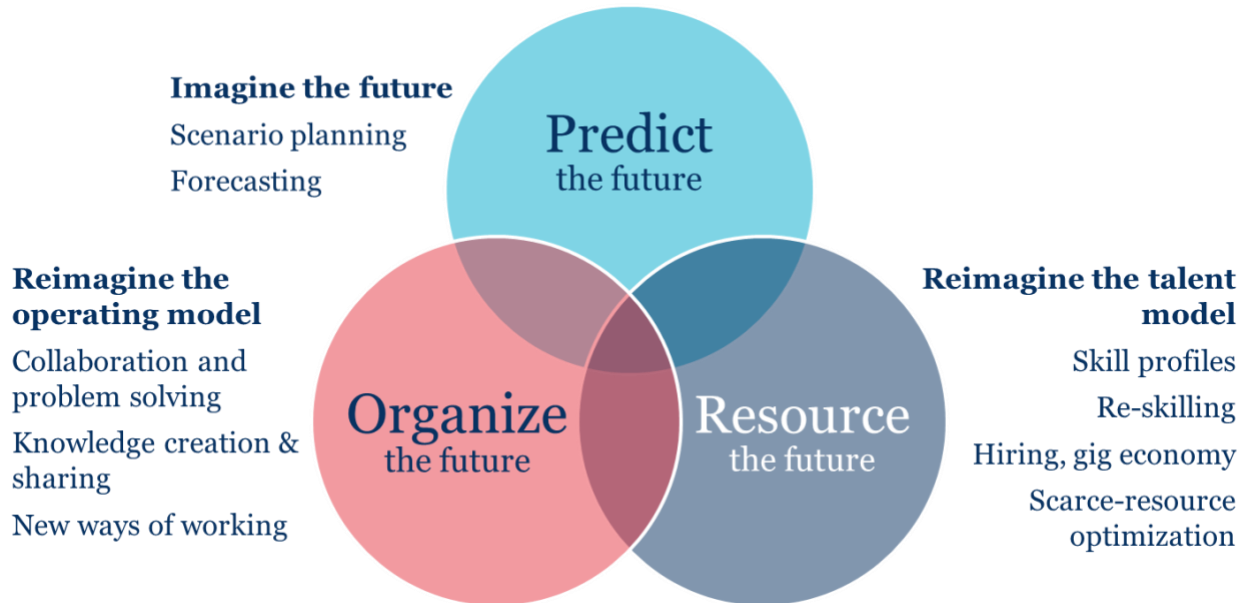 Imagine the future
Scenario planning
Forecasting
Predict
the future
Reimagine the
operating model
Collaboration and
problem solving
Knowledge creation &
sharing
New ways of working
Organize
the future
Resource
the future
Reimagine the talent
model
Skill profiles
Re-skilling
Hiring, gig economy
Scarce-resource
optimization